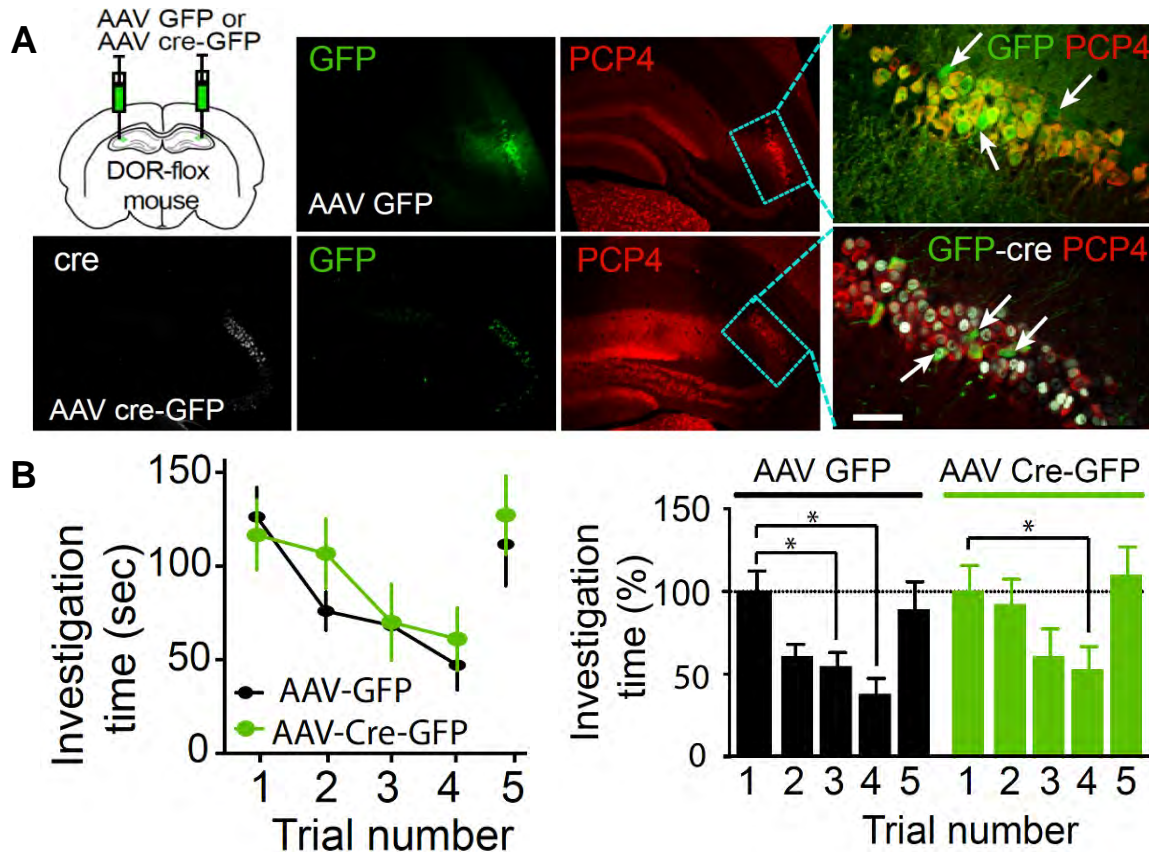 A
AAV GFP or
AAV cre-GFP
DOR-flox
mouse
GFP
AAV GFP
PCP4
GFP PCP4
cre
AAV cre-GFP
GFP
PCP4
GFP-cre PCP4
B
150
100
50
0
Investigation
time (sec)
AAV-GFP
AAV-Cre-GFP
1 2 3 4 5
Trial number
AAV GFP
AAV Cre-GFP
150
100
50
0
Investigation
time (%)
*
*
*
1 2 3 4 5 1 2 3 4 5
Trial number